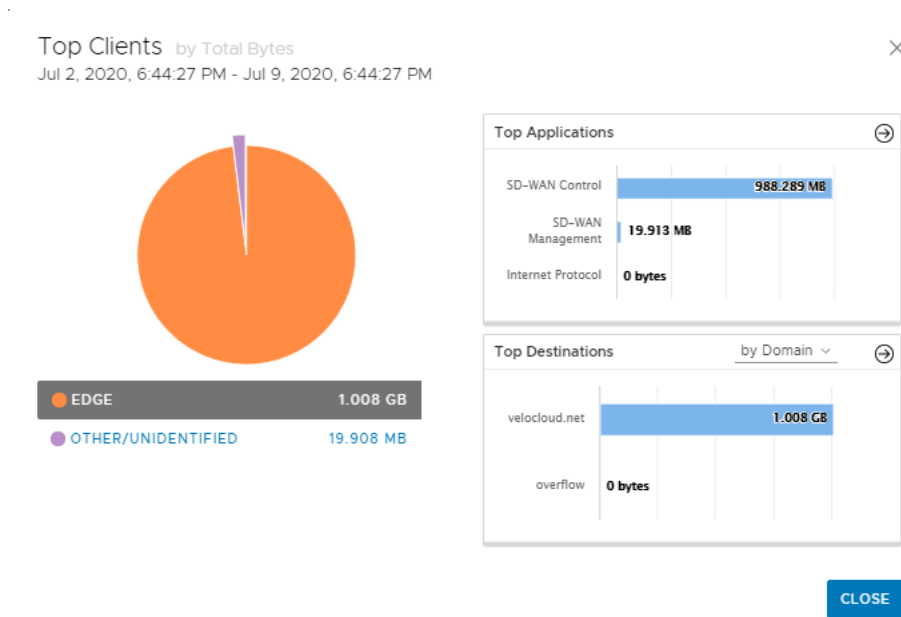 Top Clients by Total Bytes
Jul 2, 2020, 6:44:27 PM - Jul 9, 2020, 6:44:27 PM
EDGE 1.008 GB
OTHER/UNIDENTIFIED 19.908 MB
Top Applications
SD-WAN Control 988.289 MB
SD-WAN
Management 19.913 MB
Internet Protocol 0 bytes
Top Destinations by Domain
velocloud.net 1.008 GB
overflow 0 bytes
CLOSE